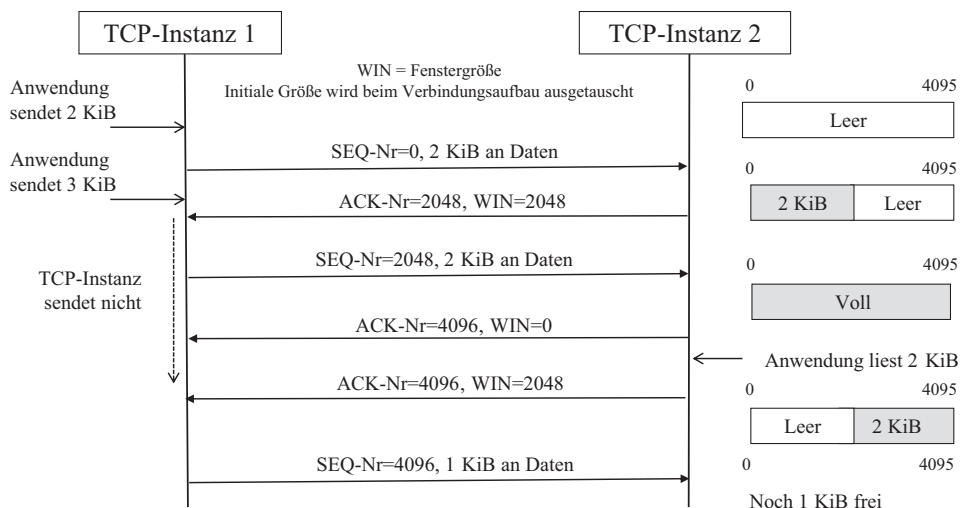 TCP-Instanz 1
TCP-Instanz 2
WIN = Fenstergröße
Initiale Größe wird beim Verbindungsaufbau ausgetauscht
Anwendung
sendet 2 KiB
0 4095
Leer
SEQ-Nr=0, 2 KiB an Daten
Anwendung
sendet 3 KiB
0 4095
2 KiB Leer
ACK-Nr=2048, WIN=2048
TCP-Instanz
sendet nicht
SEQ-Nr=2048, 2 KiB an Daten
0 4095
Voll
ACK-Nr=4096, WIN=0
Anwendung liest 2 KiB
ACK-Nr=4096, WIN=2048
0 4095
Leer 2 KiB
SEQ-Nr=4096, 1 KiB an Daten
0 4095
Noch 1 KiB frei